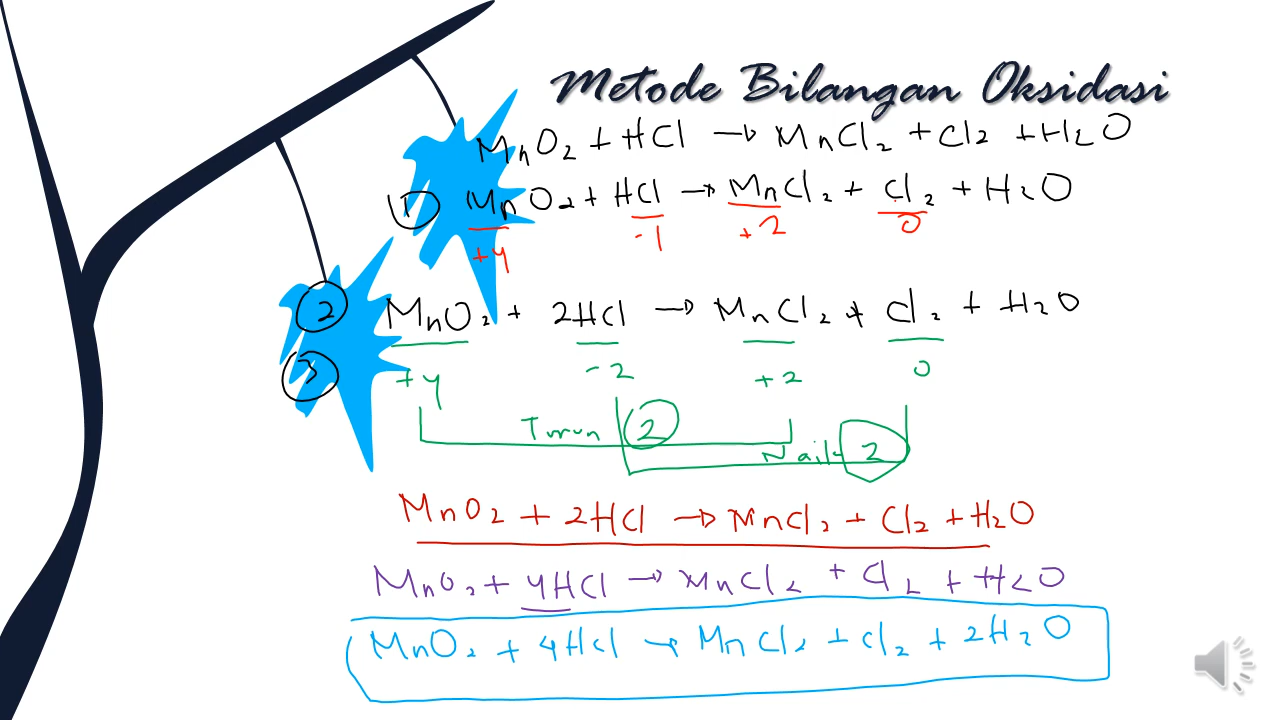 Metode Bilangan Oksidasi
MnO2 + HCl → MnCl2 + Cl2 + H2O
1 MnO2 + HCl → MnCl2 + Cl2 + H2O
+4 -1 +2 0
2 MnO2 + 2HCl → MnCl2 + Cl2 + H2O
3 +4 -2 +2 0
Turun 2
Naik 2
MnO2 + 2HCl → MnCl2 + Cl2 + H2O
MnO2 + 4HCl → MnCl2 + Cl2 + H2O
MnO2 + 4HCl → MnCl2 + Cl2 + 2H2O